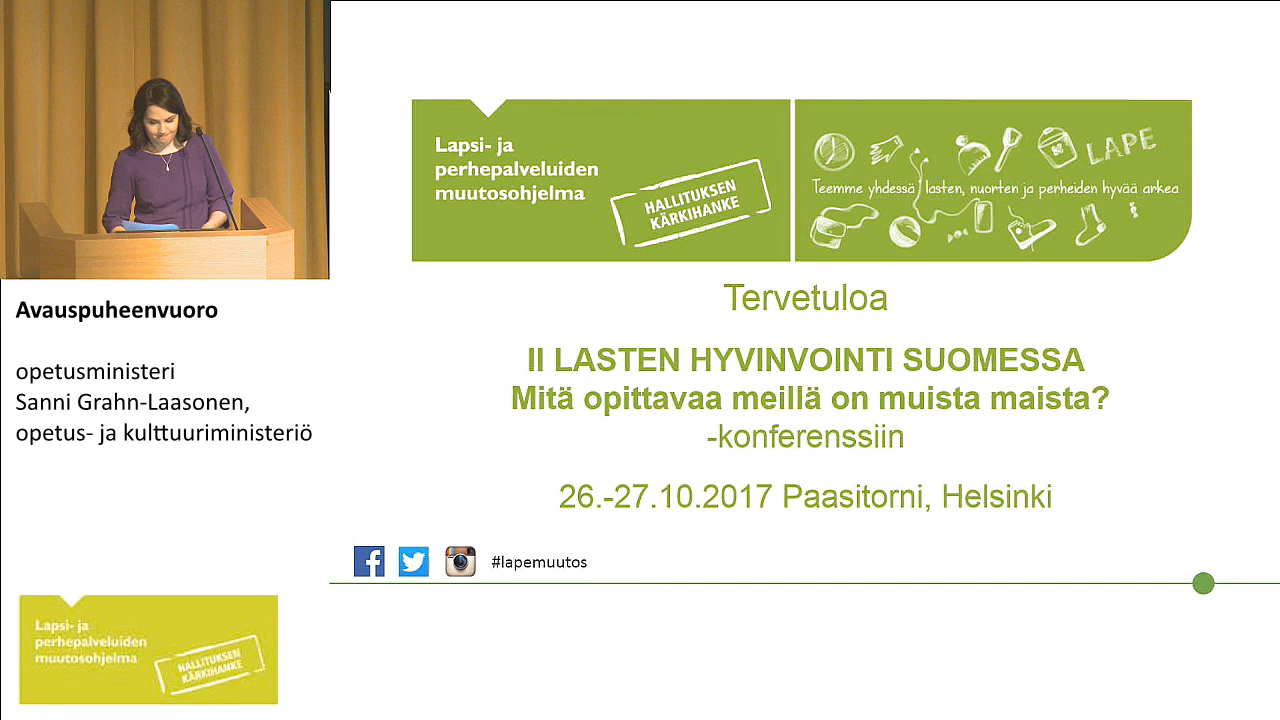 Avauspuheenvuoro
opetusministeri
Sanni Grahn-Laasonen,
opetus- ja kulttuuriministeriö
Lapsi- ja
perhepalveluiden
muutosohjelma
HALLITUKSEN
KÄRKIHANKE
Lapsi- ja
perhepalveluiden
muutosohjelma
HALLITUKSEN
KÄRKIHANKE
LAPE
Teemme yhdessä lasten, nuorten ja perheiden hyvää arkea
Tervetuloa
II LASTEN HYVINVOINTI SUOMESSA
Mitä opittavaa meillä on muista maista?
-konferenssiin
26.-27.10.2017 Paasitorni, Helsinki
#lapemuutos